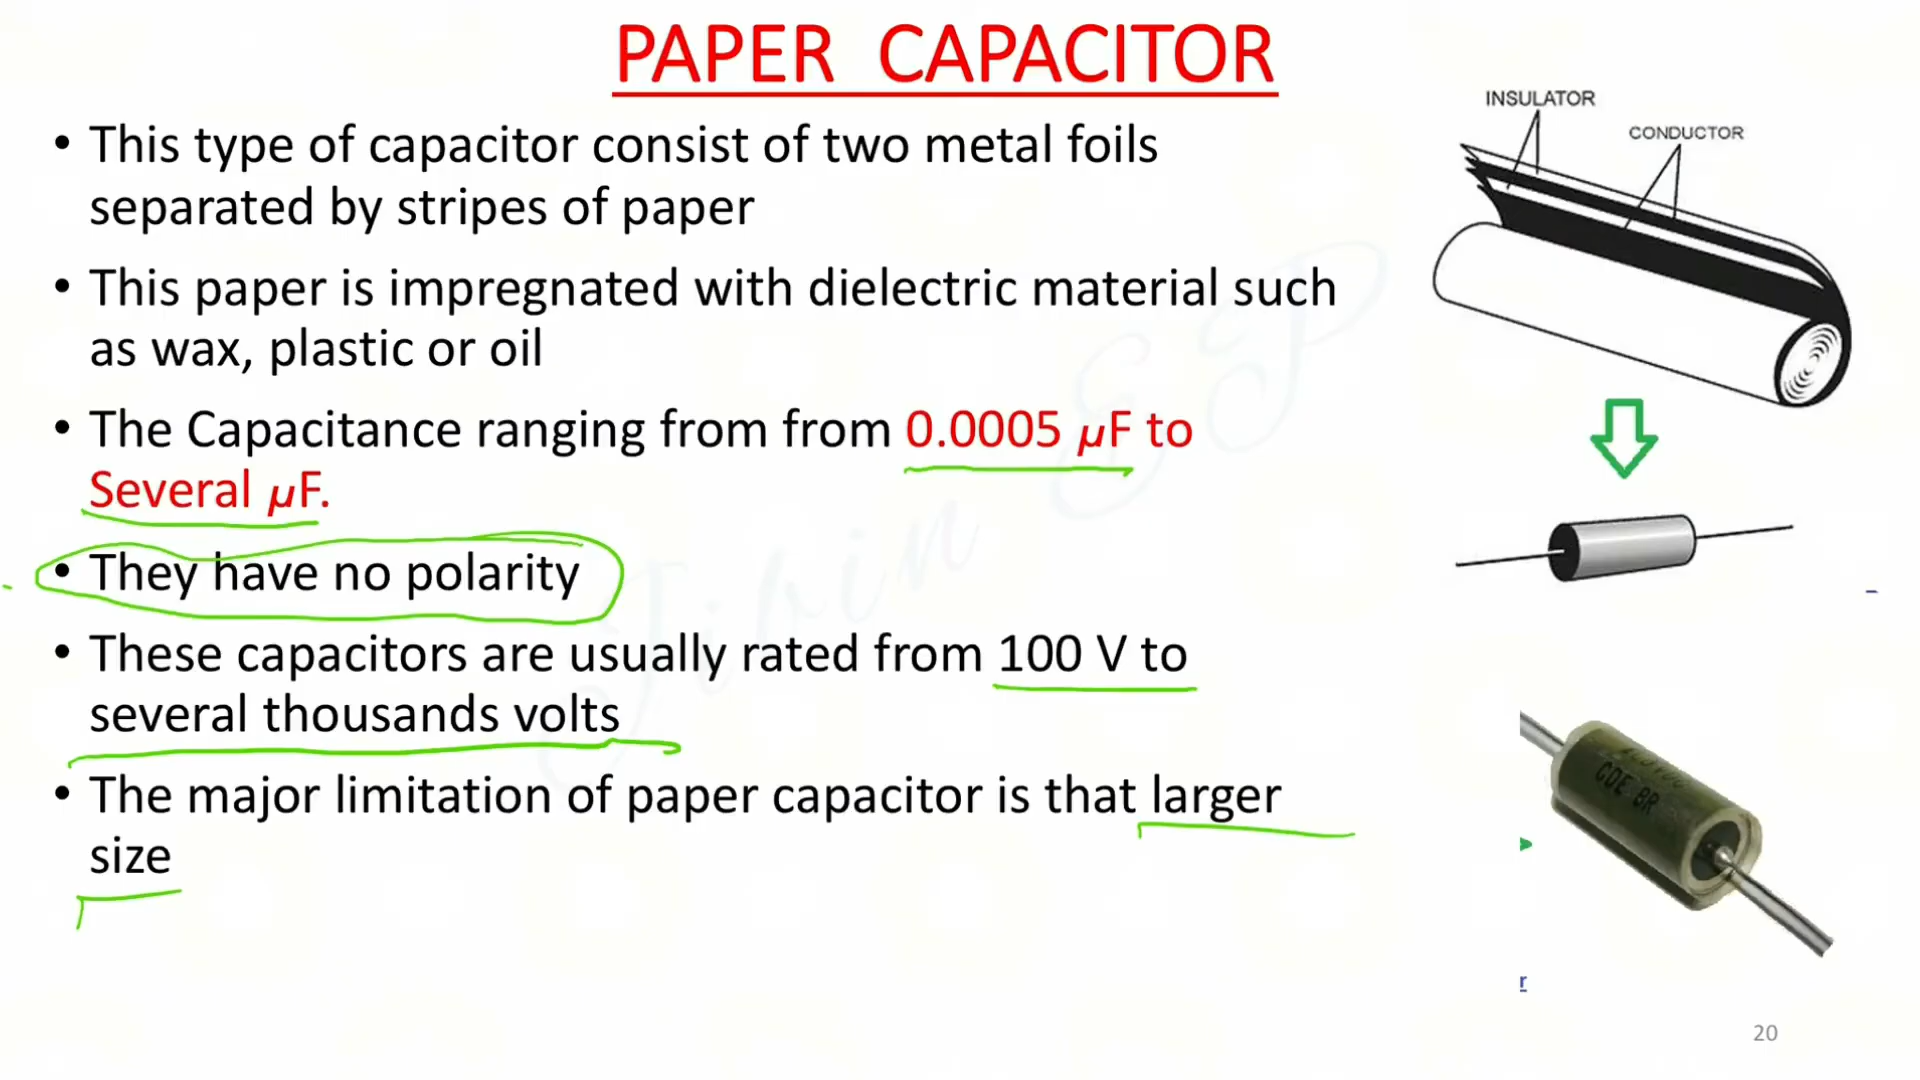 PAPER CAPACITOR
• This type of capacitor consist of two metal foils
separated by stripes of paper
• This paper is impregnated with dielectric material such
as wax, plastic or oil
• The Capacitance ranging from from 0.0005 µF to
Several µF.
• They have no polarity
• These capacitors are usually rated from 100 V to
several thousands volts
• The major limitation of paper capacitor is that larger
size
INSULATOR
CONDUCTOR
CDE BR
r
20
Jibin E P